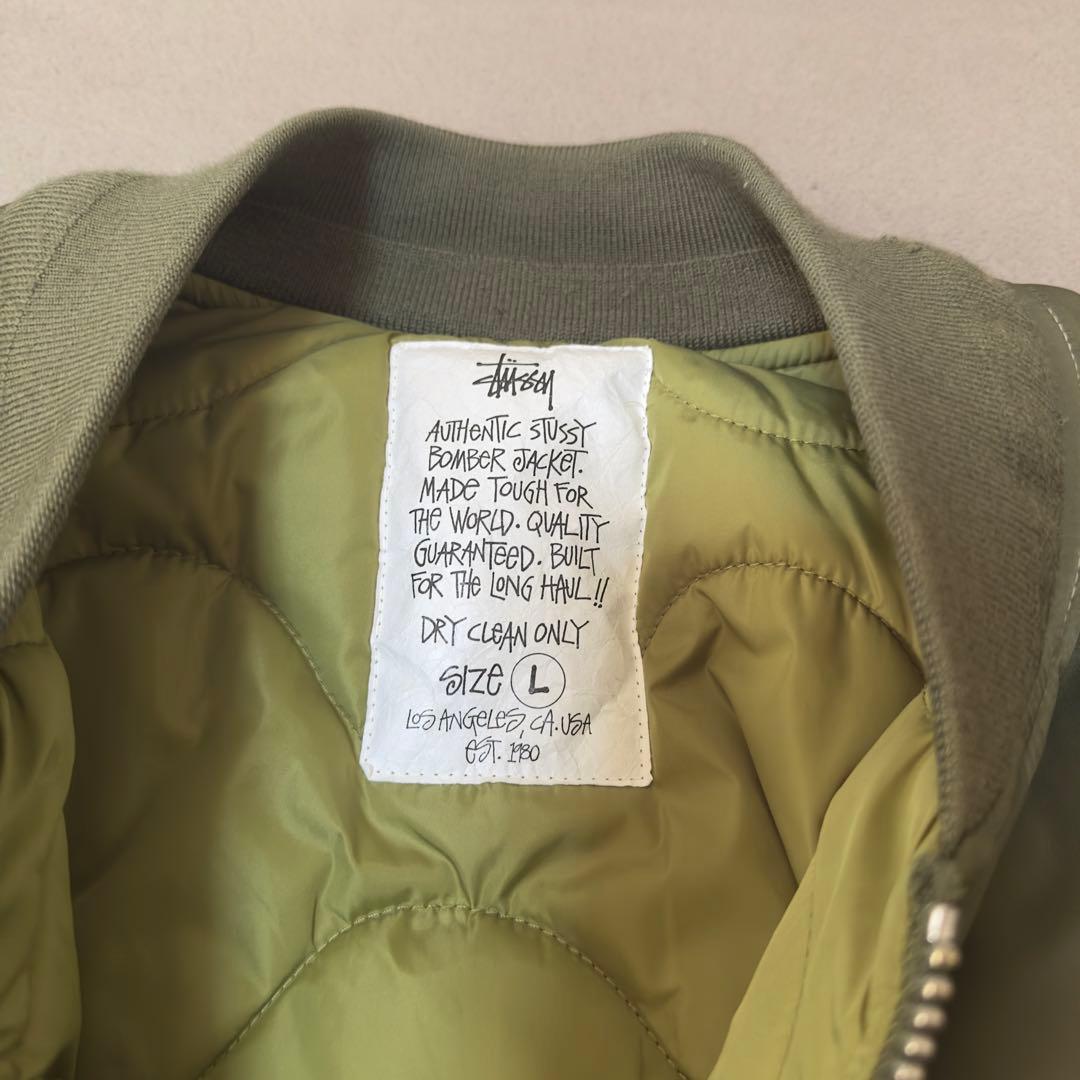 Stüssy
AUTHENTIC STUSSY
BOMBER JACKET.
MADE TOUGH FOR
THE WORLD. QUALITY
GUARANTEED. BUILT
FOR THE LONG HAUL!!
DRY CLEAN ONLY
SIZE L
LOS ANGELES, CA. USA
EST. 1980